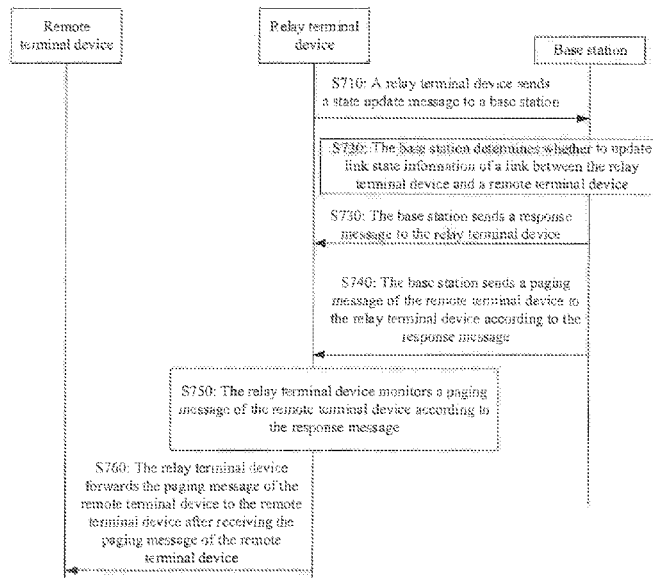 Remote
terminal device
Relay terminal
device
Base station
S710: A relay terminal device sends
a state update message to a base station
S720: The base station determines whether to update
link state information of a link between the relay
terminal device and a remote terminal device
S730: The base station sends a response
message to the relay terminal device
S740: The base station sends a paging
message of the remote terminal device to
the relay terminal device according to the
response message
S750: The relay terminal device monitors a paging
message of the remote terminal device according to
the response message
S760: The relay terminal device
forwards the paging message of the
remote terminal device to the remote
terminal device after receiving the
paging message of the remote
terminal device